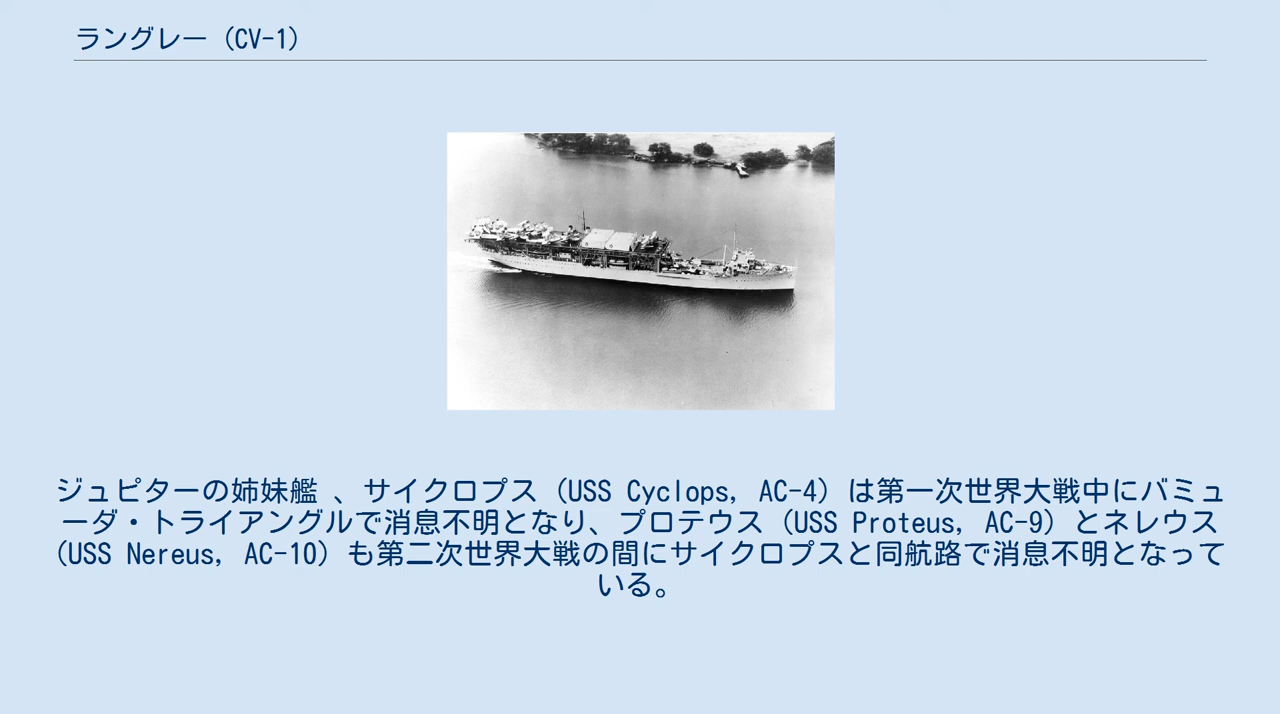 ラングレー（CV-1）
ジュピターの姉妹艦 、サイクロプス（USS Cyclops, AC-4）は第一次世界大戦中にバミュ
ーダ・トライアングルで消息不明となり、プロテウス（USS Proteus, AC-9）とネレウス
（USS Nereus, AC-10）も第二次世界大戦の間にサイクロプスと同航路で消息不明となって
いる。